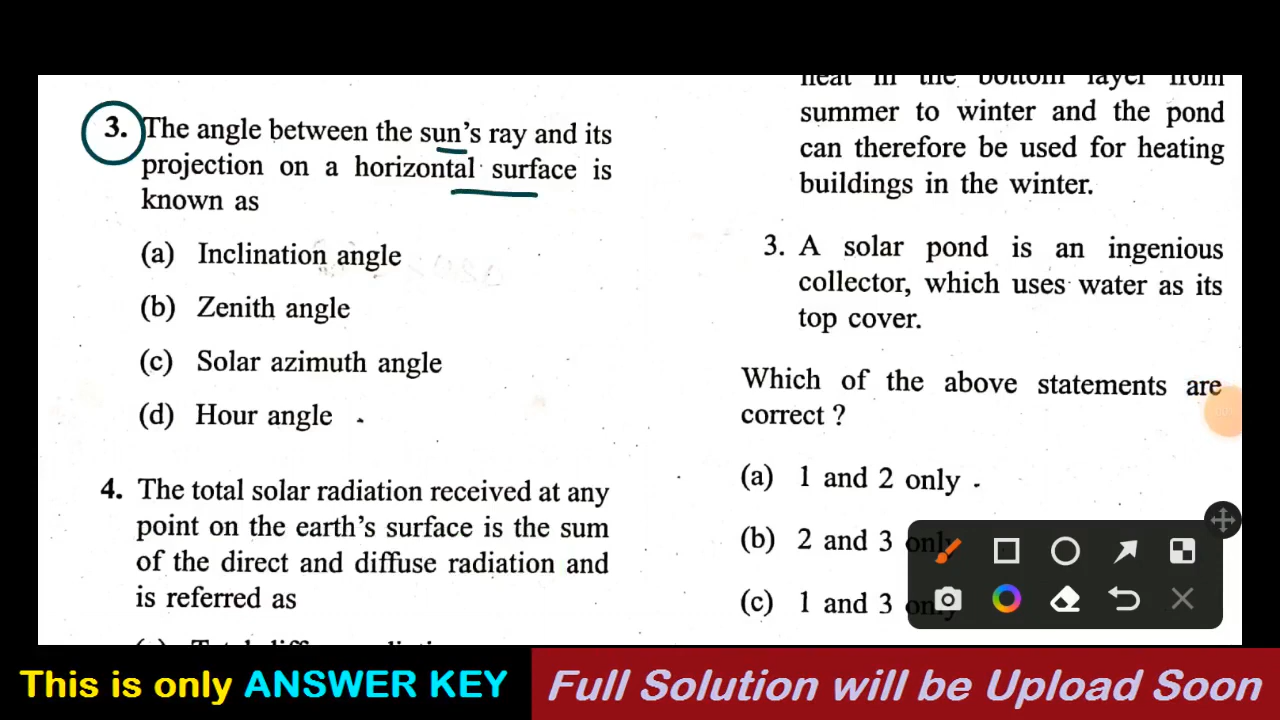 3. The angle between the sun's ray and its
projection on a horizontal surface is
known as
(a) Inclination angle
(b) Zenith angle
(c) Solar azimuth angle
(d) Hour angle
4. The total solar radiation received at any
point on the earth's surface is the sum
of the direct and diffuse radiation and
is referred as
heat in the bottom layer from
summer to winter and the pond
can therefore be used for heating
buildings in the winter.
3. A solar pond is an ingenious
collector, which uses water as its
top cover.
Which of the above statements are
correct ?
(a) 1 and 2 only
(b) 2 and 3 only
(c) 1 and 3 only
This is only ANSWER KEY
Full Solution will be Upload Soon